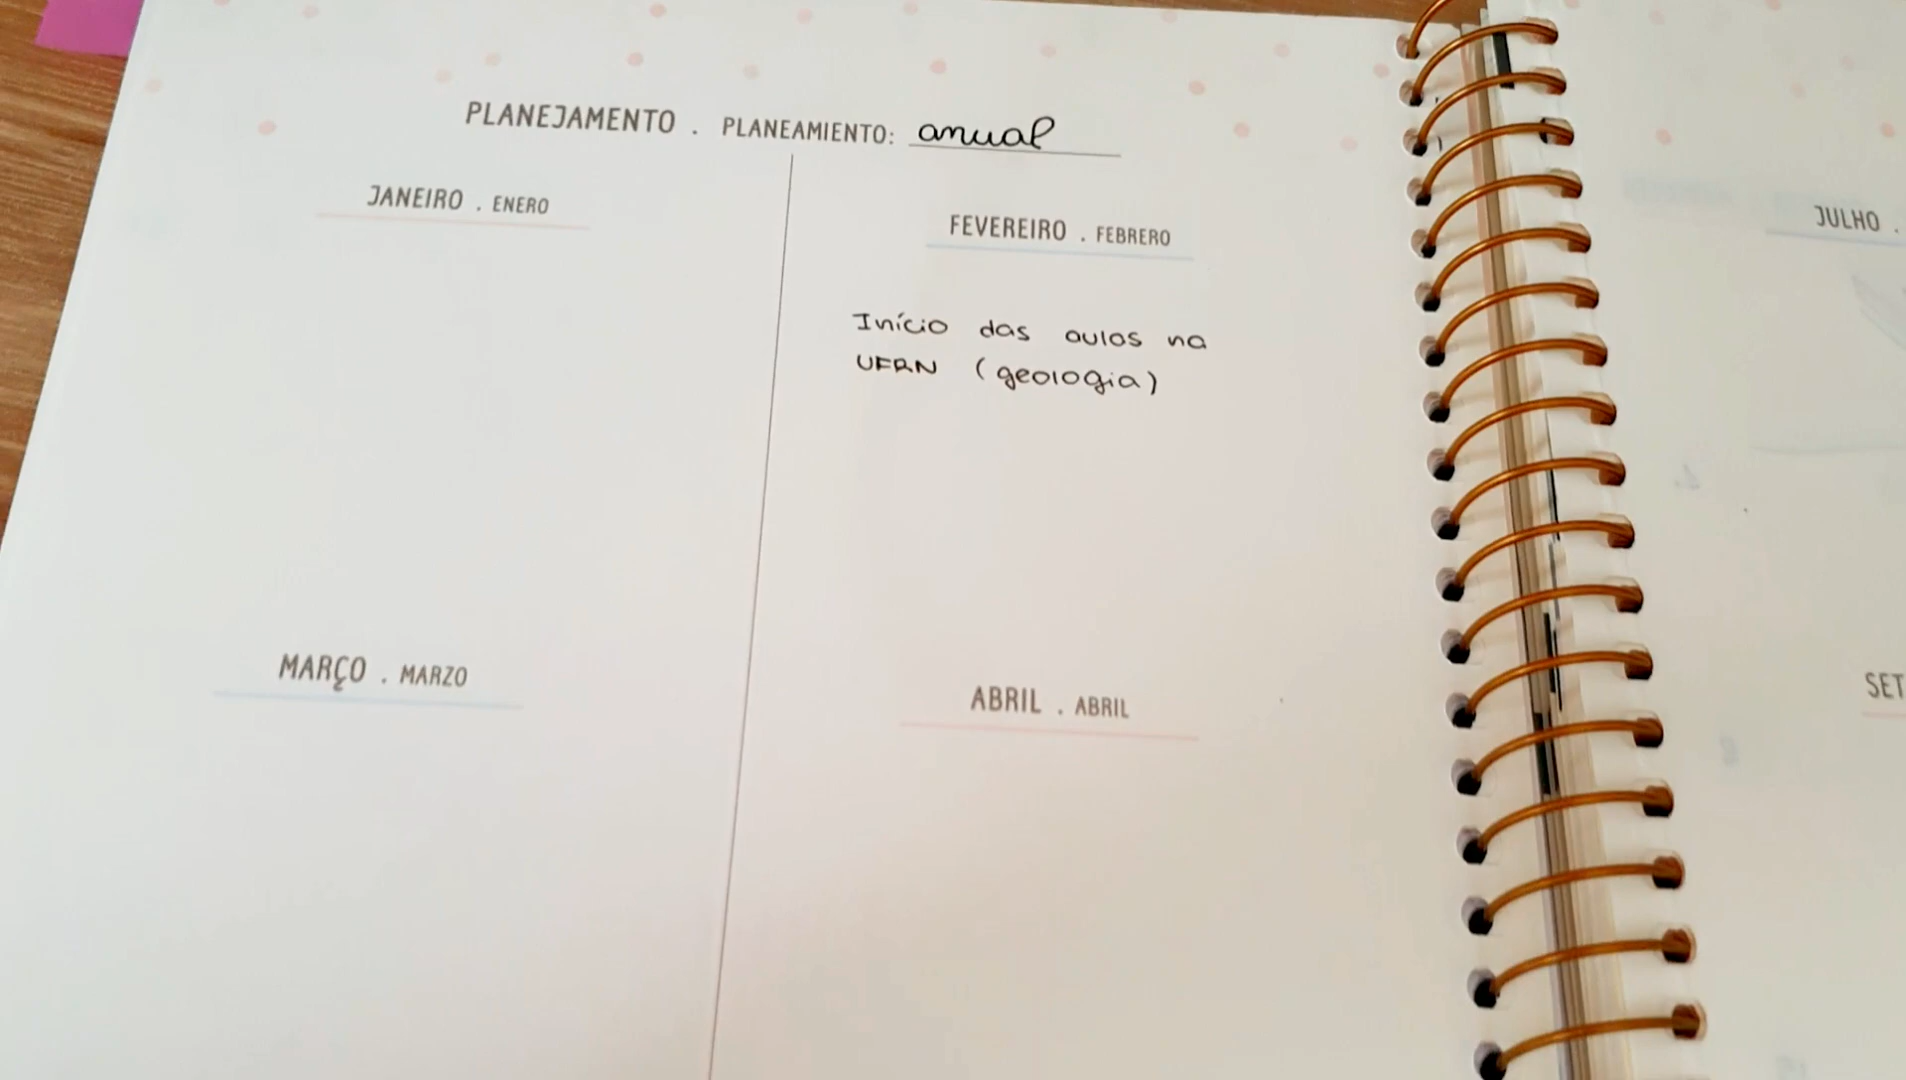 PLANEJAMENTO . PLANEAMIENTO: anual
JANEIRO . ENERO
FEVEREIRO . FEBRERO
Início das aulas na
UFRN (geologia)
MARÇO . MARZO
ABRIL . ABRIL
JULHO .
SET